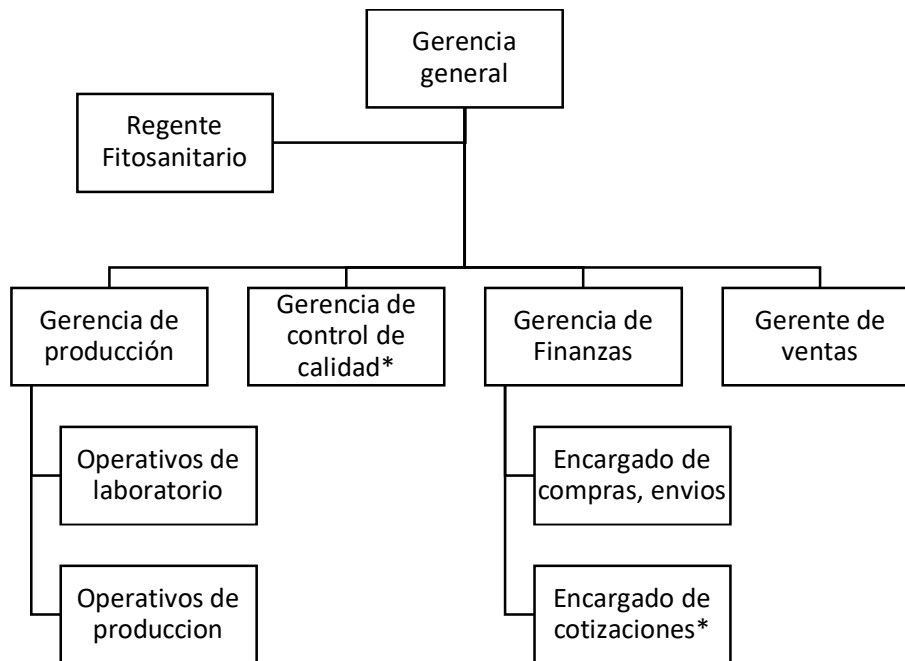 Gerencia
general
Regente
Fitosanitario
Gerencia de
producción
Gerencia de
control de
calidad*
Gerencia de
Finanzas
Gerente de
ventas
Operativos de
laboratorio
Encargado de
compras, envios
Operativos de
produccion
Encargado de
cotizaciones*